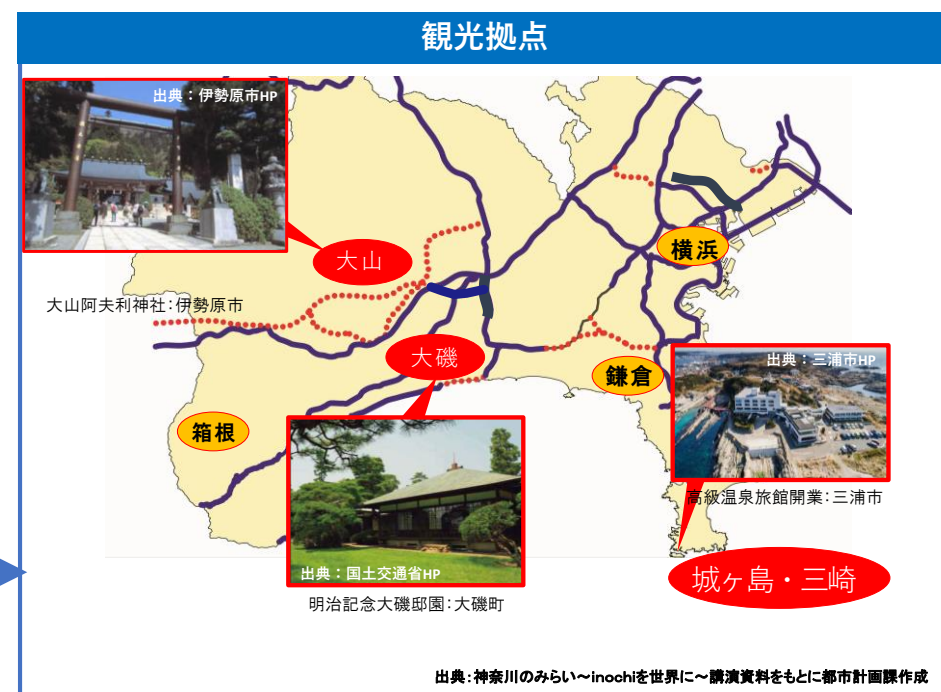 観光拠点
出典：伊勢原市HP
大山
大山阿夫利神社：伊勢原市
横浜
大磯
鎌倉
箱根
出典：三浦市HP
高級温泉旅館開業：三浦市
出典：国土交通省HP
明治記念大磯邸園：大磯町
城ヶ島・三崎
出典：神奈川のみらい～inochiを世界に～講演資料をもとに都市計画課作成